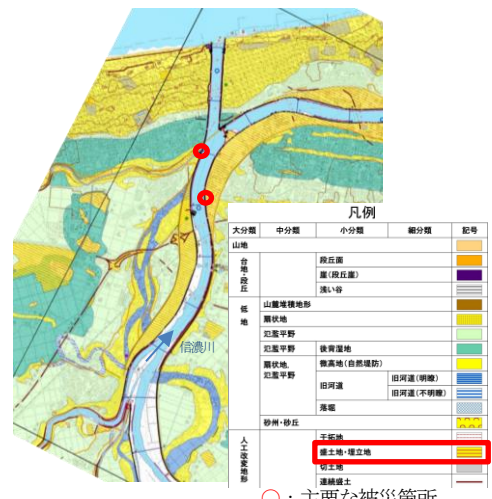 信濃川
凡例
大分類 中分類 小分類 細分類 記号
山地
台地・段丘 段丘面
崖(段丘崖)
浅い谷
低地 山麓堆積地形
扇状地
氾濫平野
氾濫平野 後背湿地
扇状地、氾濫平野 微高地(自然堤防)
旧河道 旧河道(明瞭)
旧河道(不明瞭)
落堀
砂州・砂丘
人工改変地形 干拓地
盛土地・埋立地
切土地
連続盛土
○:主要な被災箇所